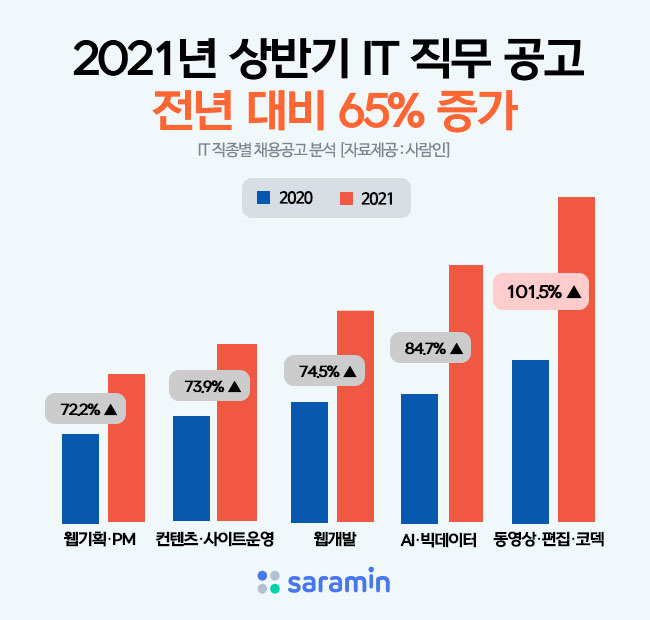 2021년 상반기 IT 직무 공고
전년 대비 65% 증가
IT 직종별 채용공고 분석 [자료제공 : 사람인]
2020 2021
101.5% ▲
84.7% ▲
74.5% ▲
73.9% ▲
72.2% ▲
웹기획·PM 컨텐츠·사이트운영 웹개발 AI·빅데이터 동영상·편집·코덱
saramin